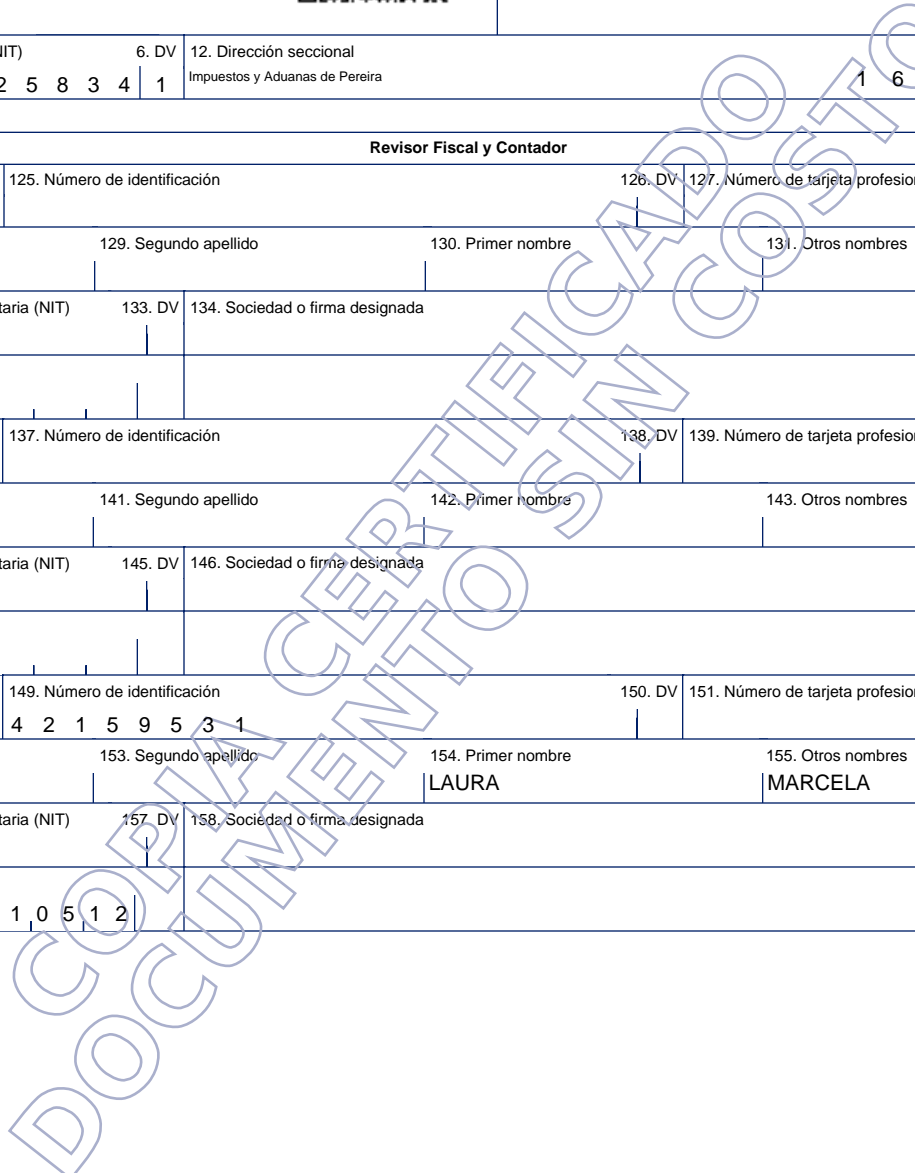 NIT) 6. DV 12. Dirección seccional
2 5 8 3 4 1 Impuestos y Aduanas de Pereira 1 6
Revisor Fiscal y Contador
125. Número de identificación 126. DV 127. Número de tarjeta profesion
129. Segundo apellido 130. Primer nombre 131. Otros nombres
taria (NIT) 133. DV 134. Sociedad o firma designada
137. Número de identificación 138. DV 139. Número de tarjeta profesion
141. Segundo apellido 142. Primer nombre 143. Otros nombres
taria (NIT) 145. DV 146. Sociedad o firma designada
149. Número de identificación 150. DV 151. Número de tarjeta profesion
4 2 1 5 9 5 3 1
153. Segundo apellido 154. Primer nombre 155. Otros nombres
LAURA MARCELA
taria (NIT) 157. DV 158. Sociedad o firma designada
1 0 5 1 2
COPIA CERTIFICADO
DOCUMENTO SIN COSTO